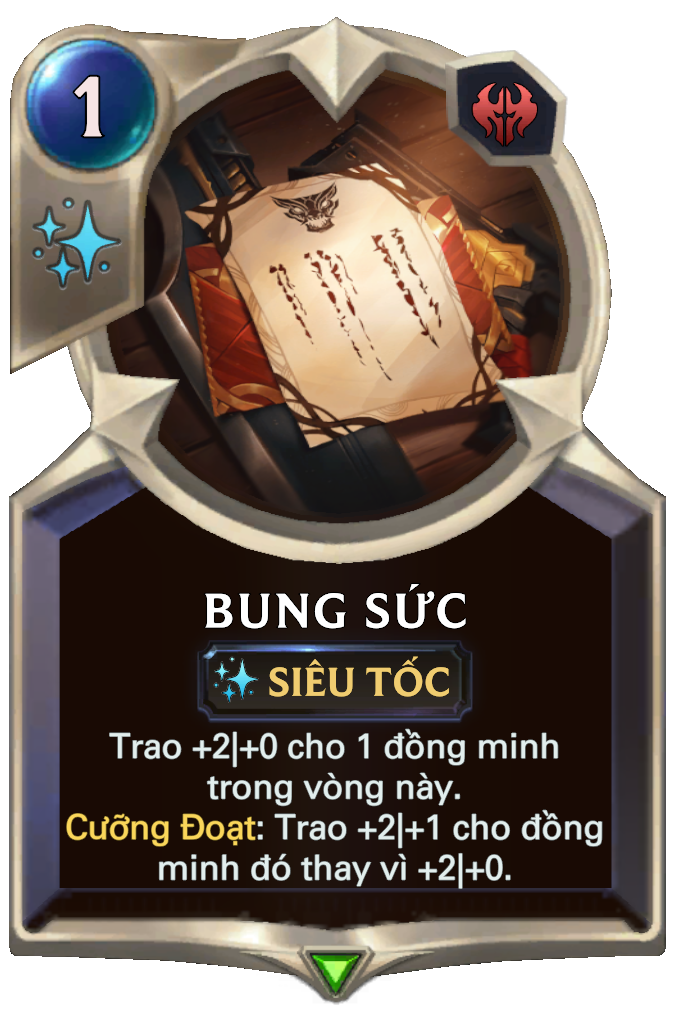 1
BUNG SỨC
SIÊU TỐC
Trao +2|+0 cho 1 đồng minh
trong vòng này.
Cưỡng Đoạt: Trao +2|+1 cho đồng
minh đó thay vì +2|+0.